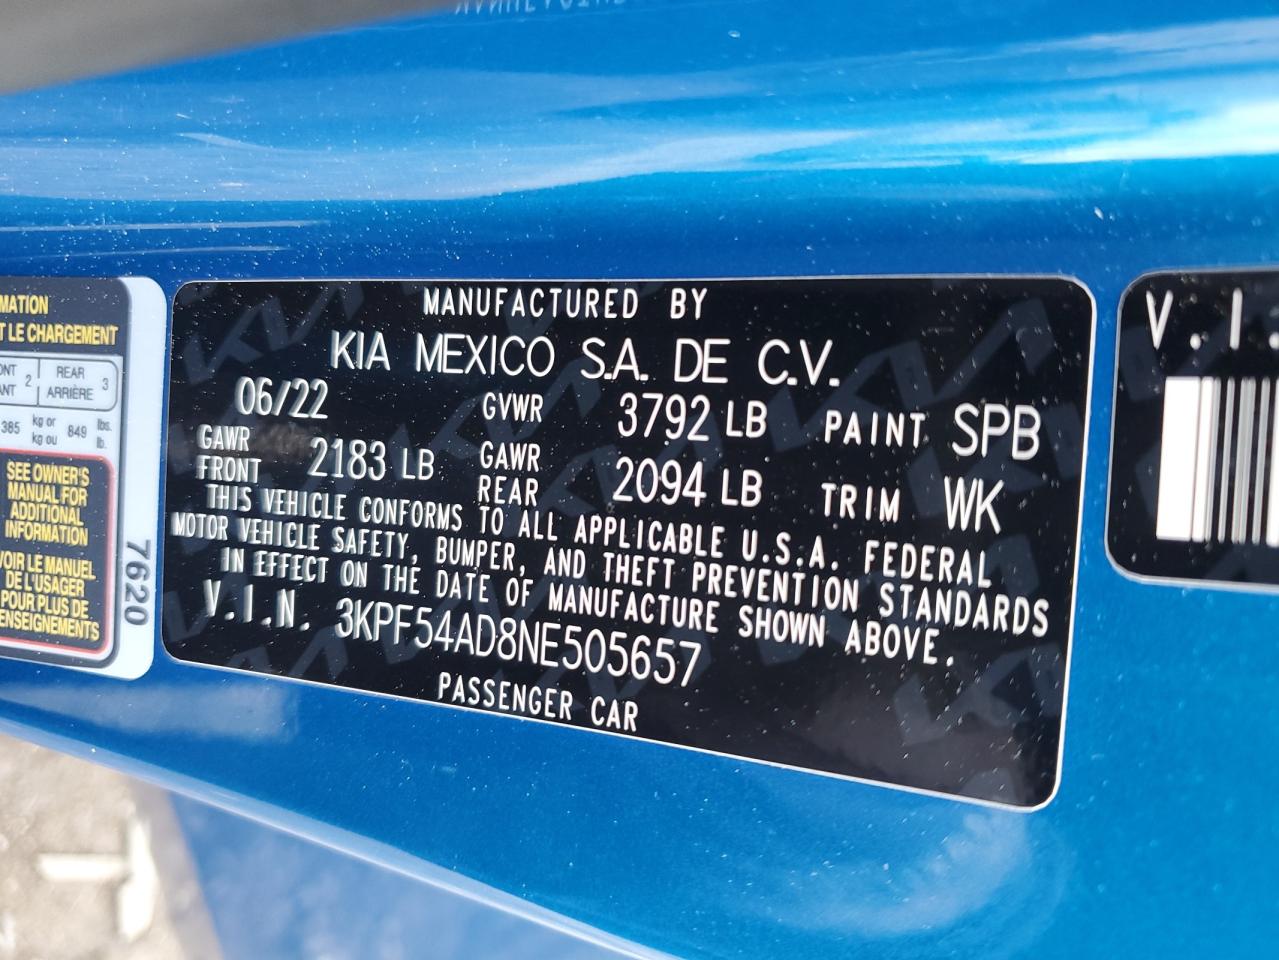 MATION
T LE CHARGEMENT
ONT 2 REAR 3
ANT ARRIÈRE
385 kg or 849 lbs.
kg ou lb.
SEE OWNER'S
MANUAL FOR
ADDITIONAL
INFORMATION
VOIR LE MANUEL
DE L'USAGER
POUR PLUS DE
ENSEIGNEMENTS
7620
MANUFACTURED BY
KIA MEXICO S.A. DE C.V.
06/22 GVWR 3792 LB PAINT SPB
GAWR FRONT 2183 LB GAWR REAR 2094 LB TRIM WK
THIS VEHICLE CONFORMS TO ALL APPLICABLE U.S.A. FEDERAL
MOTOR VEHICLE SAFETY, BUMPER, AND THEFT PREVENTION STANDARDS
IN EFFECT ON THE DATE OF MANUFACTURE SHOWN ABOVE.
V.I.N. 3KPF54AD8NE505657
PASSENGER CAR
V.I.